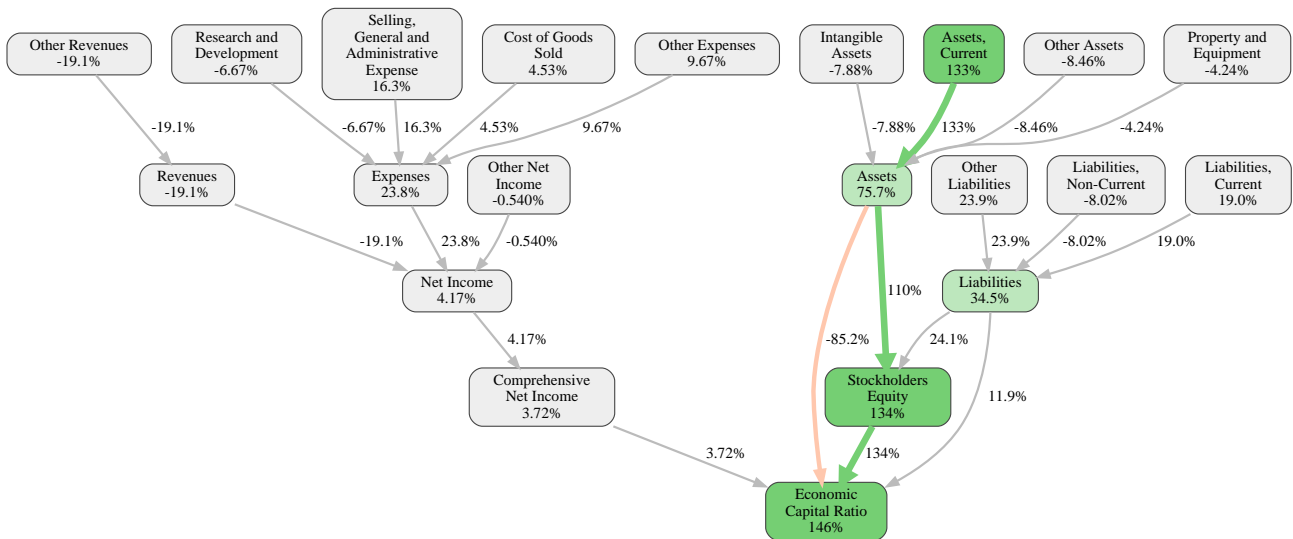 Other Revenues
-19.1%
Research and
Development
-6.67%
Selling,
General and
Administrative
Expense
16.3%
Cost of Goods
Sold
4.53%
Other Expenses
9.67%
Intangible
Assets
-7.88%
Assets,
Current
133%
Other Assets
-8.46%
Property and
Equipment
-4.24%
-19.1%
-6.67%
16.3%
4.53%
9.67%
-7.88%
133%
-8.46%
-4.24%
Revenues
-19.1%
Expenses
23.8%
Other Net
Income
-0.540%
Assets
75.7%
Other
Liabilities
23.9%
Liabilities,
Non-Current
-8.02%
Liabilities,
Current
19.0%
-19.1%
23.8%
-0.540%
23.9%
-8.02%
19.0%
Net Income
4.17%
110%
Liabilities
34.5%
4.17%
-85.2%
24.1%
Comprehensive
Net Income
3.72%
Stockholders
Equity
134%
11.9%
3.72%
134%
Economic
Capital Ratio
146%